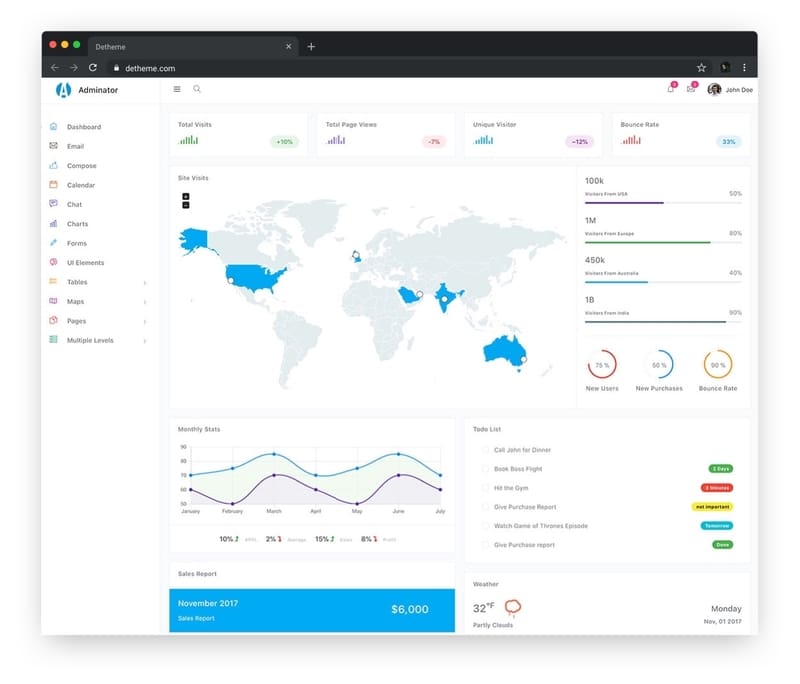 Detheme
detheme.com
Adminator
John Doe
Dashboard
Email
Compose
Calendar
Chat
Charts
Forms
UI Elements
Tables
Maps
Pages
Multiple Levels
Total Visits
+10%
Total Page Views
-7%
Unique Visitor
~12%
Bounce Rate
33%
Site Visits
+
-
100k
Visitors From USA
50%
1M
Visitors From Europe
80%
450k
Visitors From Australia
40%
1B
Visitors From India
90%
75 %
New Users
50 %
New Purchases
90 %
Bounce Rate
Monthly Stats
90
80
70
60
50
January February March April May June July
10% APPL 2% Average 15% Sales 8% Profit
Todo List
Call John for Dinner
Book Boss Flight 2 Days
Hit the Gym 3 Minutes
Give Purchase Report not important
Watch Game of Thrones Episode Tomorrow
Give Purchase report Done
Sales Report
November 2017
Sales Report
$6,000
Weather
32°F
Partly Clouds
Monday
Nov, 01 2017